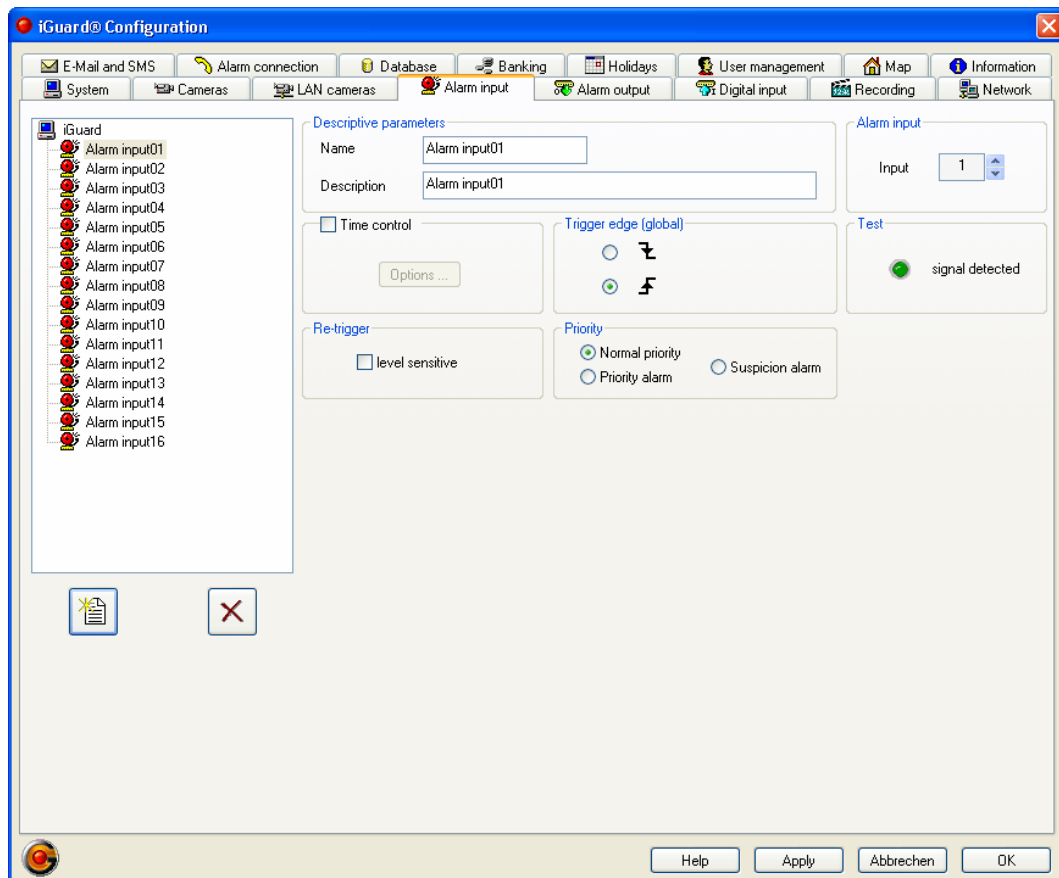 iGuard® Configuration
E-Mail and SMS
Alarm connection
Database
Banking
Holidays
User management
Map
Information
System
Cameras
LAN cameras
Alarm input
Alarm output
Digital input
Recording
Network
iGuard
Alarm input01
Alarm input02
Alarm input03
Alarm input04
Alarm input05
Alarm input06
Alarm input07
Alarm input08
Alarm input09
Alarm input10
Alarm input11
Alarm input12
Alarm input13
Alarm input14
Alarm input15
Alarm input16
Descriptive parameters
Name
Alarm input01
Description
Alarm input01
Alarm input
Input
1
Time control
Options ...
Trigger edge (global)
Test
signal detected
Re-trigger
level sensitive
Priority
Normal priority
Priority alarm
Suspicion alarm
Help
Apply
Abbrechen
OK